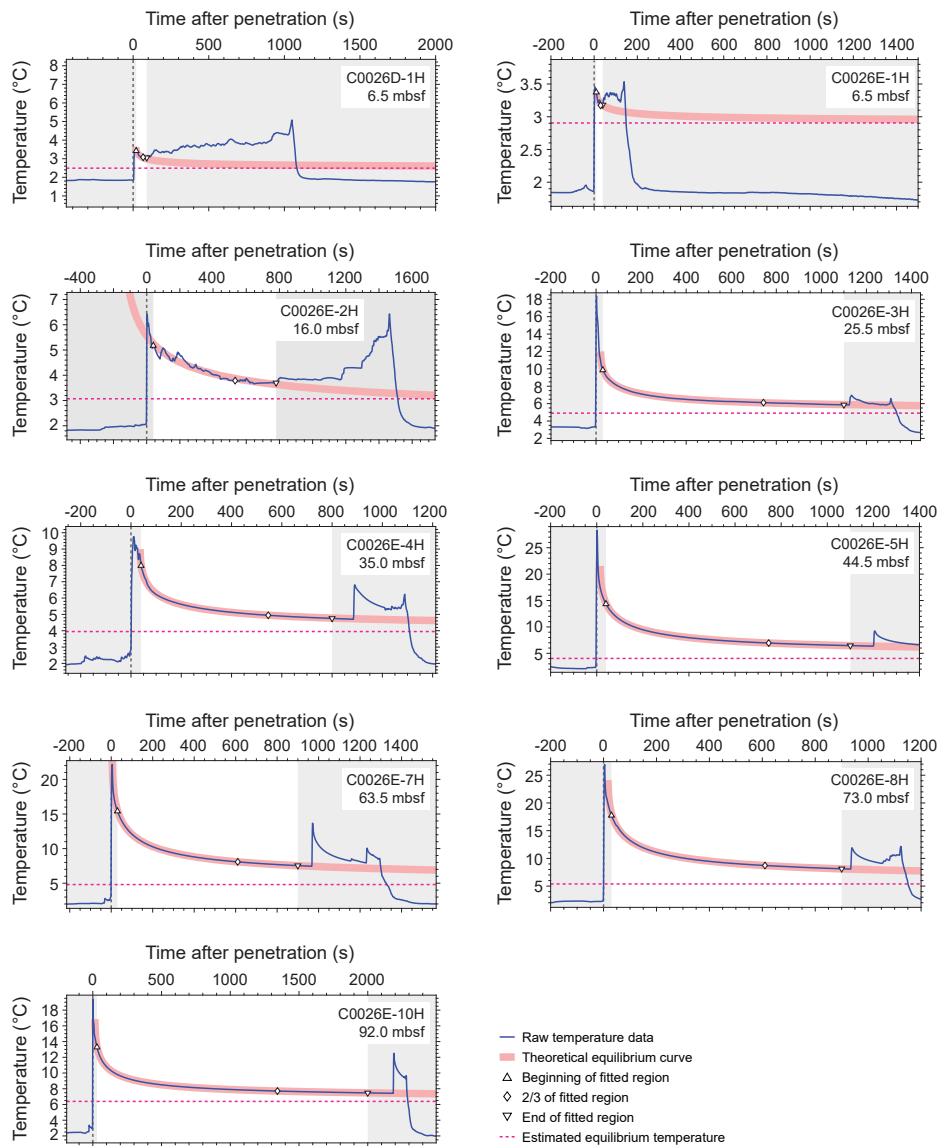 Time after penetration (s)
0 500 1000 1500 2000
Temperature (°C)
8
7
6
5
4
3
2
1
C0026D-1H
6.5 mbsf
Time after penetration (s)
-200 0 200 400 600 800 1000 1200 1400
Temperature (°C)
3.5
3
2
C0026E-1H
6.5 mbsf
Time after penetration (s)
-400 0 400 800 1200 1600
Temperature (°C)
7
6
5
4
3
2
C0026E-2H
16.0 mbsf
Time after penetration (s)
-200 0 200 400 600 800 1000 1200 1400
Temperature (°C)
18
16
14
12
10
8
6
4
2
C0026E-3H
25.5 mbsf
Time after penetration (s)
-200 0 200 400 600 800 1000 1200
Temperature (°C)
10
9
8
7
6
5
4
3
2
C0026E-4H
35.0 mbsf
Time after penetration (s)
-200 0 200 400 600 800 1000 1200 1400
Temperature (°C)
25
20
15
10
5
C0026E-5H
44.5 mbsf
Time after penetration (s)
-200 0 200 400 600 800 1000 1200 1400
Temperature (°C)
20
15
10
5
C0026E-7H
63.5 mbsf
Time after penetration (s)
-200 0 200 400 600 800 1000 1200
Temperature (°C)
25
20
15
10
5
C0026E-8H
73.0 mbsf
Time after penetration (s)
0 500 1000 1500 2000
Temperature (°C)
18
16
14
12
10
8
6
4
2
C0026E-10H
92.0 mbsf
Raw temperature data
Theoretical equilibrium curve
Beginning of fitted region
2/3 of fitted region
End of fitted region
Estimated equilibrium temperature